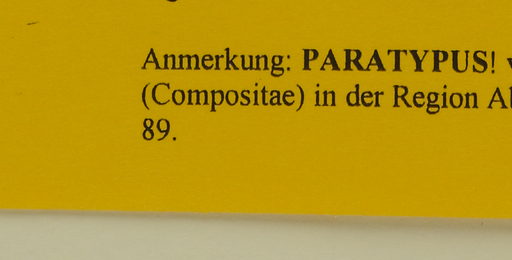 Anmerkung: PARATYPUS!
(Compositae) in der Region
89.